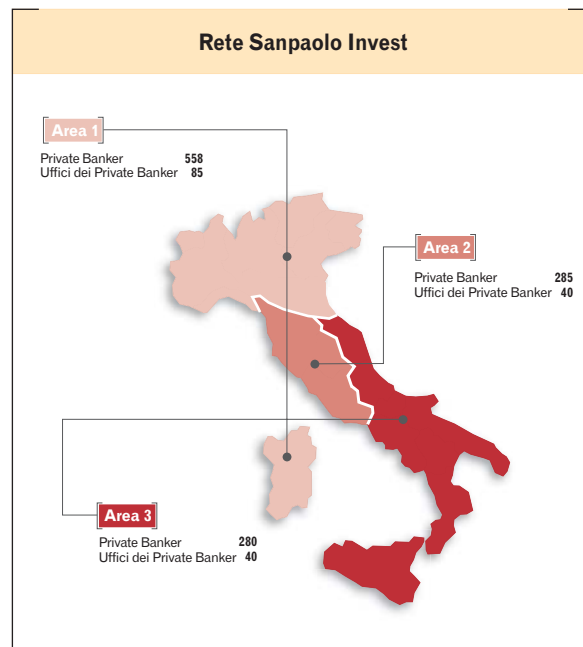 Rete Sanpaolo Invest
Area 1
Private Banker 558
Uffici dei Private Banker 85
Area 2
Private Banker 285
Uffici dei Private Banker 40
Area 3
Private Banker 280
Uffici dei Private Banker 40